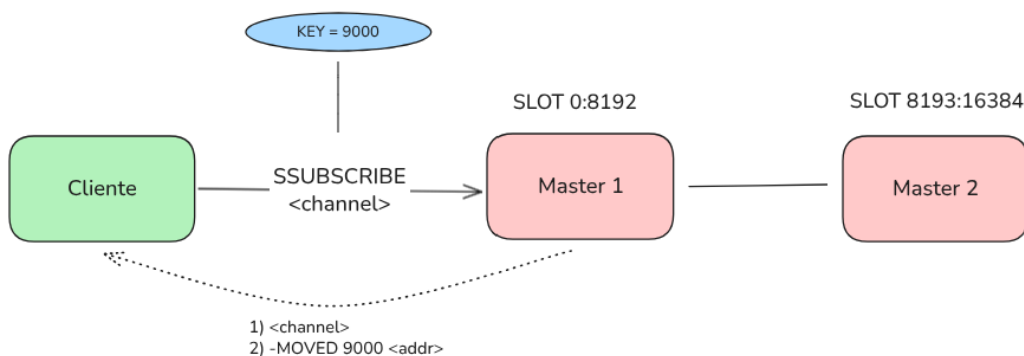 KEY = 9000
SLOT 0:8192
SLOT 8193:16384
Cliente
SSUBSCRIBE
<channel>
Master 1
Master 2
1) <channel>
2) -MOVED 9000 <addr>